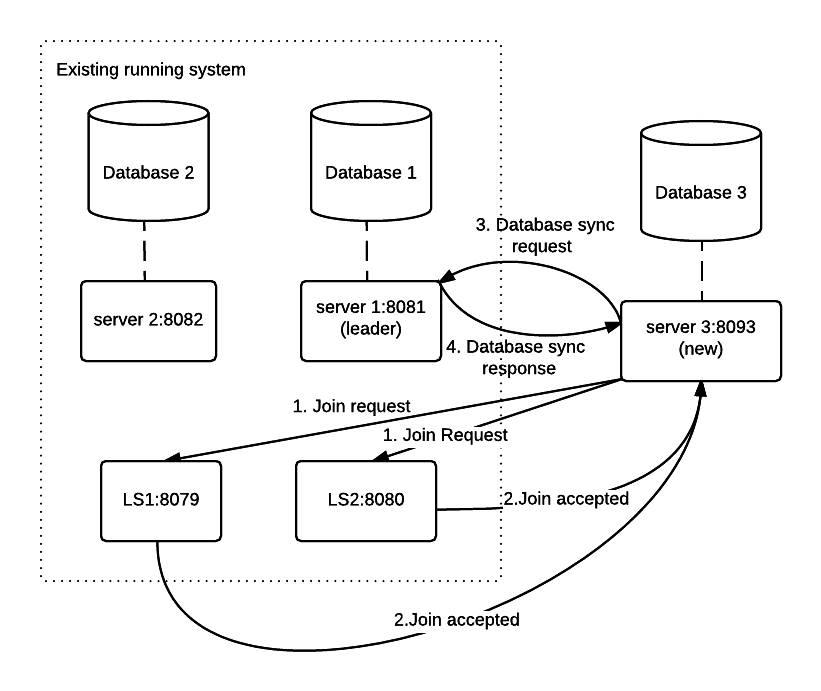 Existing running system
Database 2
Database 1
Database 3
3. Database sync
request
server 2:8082
server 1:8081
(leader)
server 3:8093
(new)
4. Database sync
response
1. Join request
1. Join Request
LS1:8079
LS2:8080
2.Join accepted
2.Join accepted